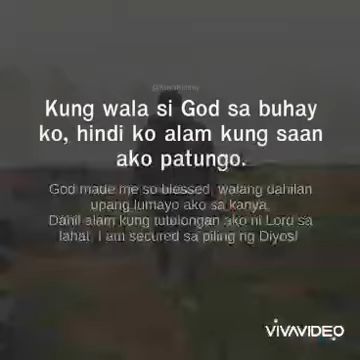 Kung wala si God sa buhay
ko, hindi ko alam kung saan
ako patungo.
God made me so blessed, walang dahilan
upang lumayo ako sa kanya.
Dahil alam kung tutulongan ako ni Lord sa
lahat, I am secured sa piling ng Diyos!
VIVAVIDEO